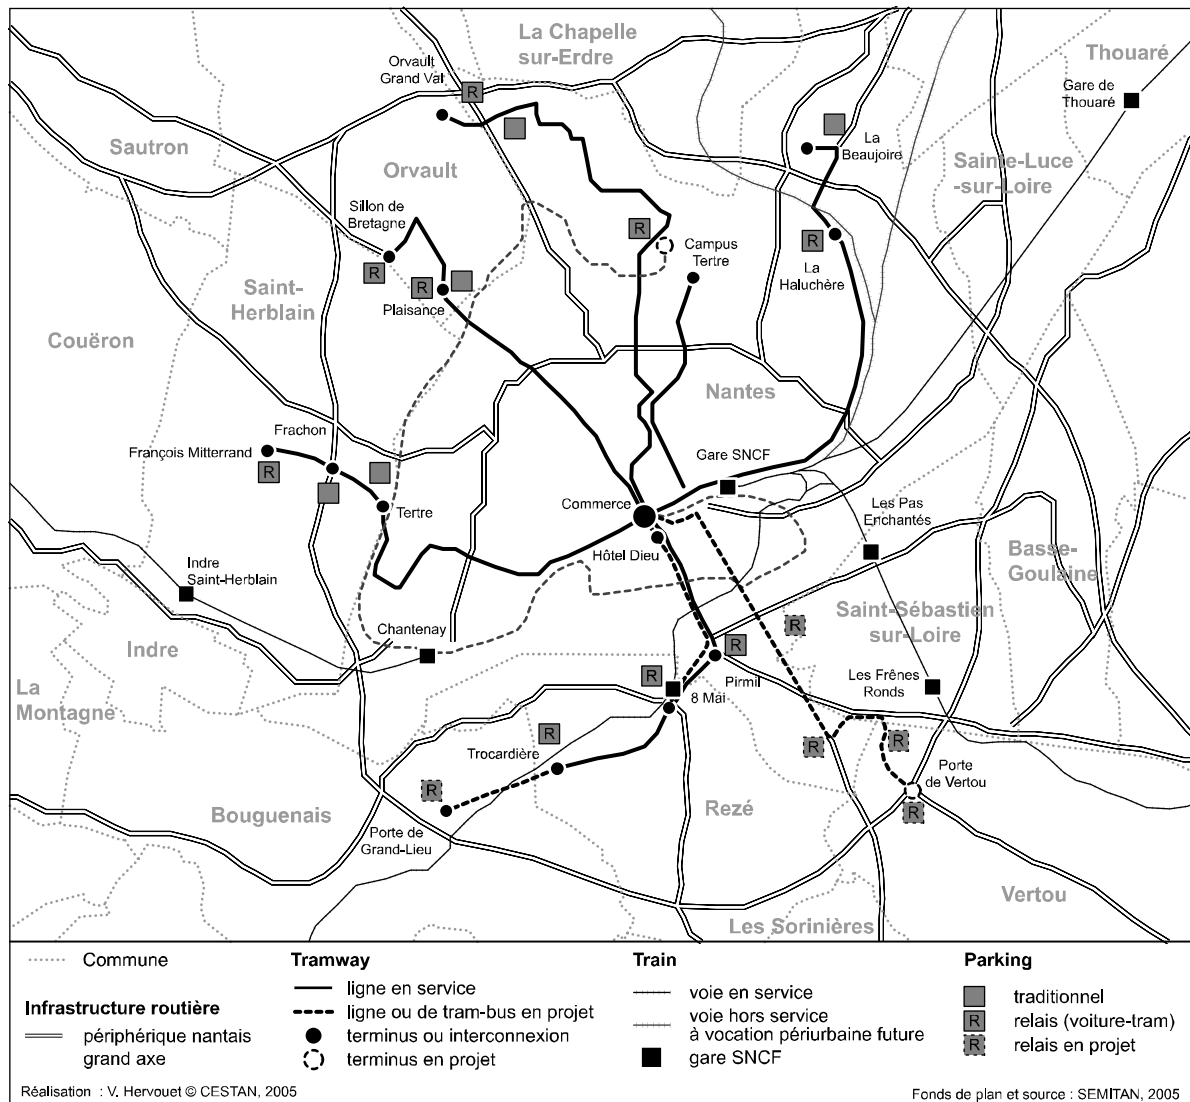 La Chapelle
sur-Erdre
Thouaré
Orvault
Grand Val
Gare de
Thouaré
R
La
Beaujoire
Sautron
Orvault
Sainte-Luce
-sur-Loire
Sillon de
Bretagne
R
Campus
Tertre
R
R
La
Haluchère
R
Plaisance
Saint-
Herblain
Couëron
Nantes
Frachon
François Mitterrand
R
Gare SNCF
Tertre
Commerce
Les Pas
Enchantés
Hôtel Dieu
Basse-
Goulaine
Indre
Saint-Herblain
Saint-Sébastien
sur-Loire
R
Chantenay
Indre
R
R
Pirmil
8 Mai
Les Frênes
Ronds
La
Montagne
R
Trocardière
R
R
Porte
de Vertou
R
R
Rezé
Bouguenais
Porte de
Grand-Lieu
Vertou
Les Sorinières
Commune
Infrastructure routière
périphérique nantais
grand axe
Tramway
ligne en service
ligne ou de tram-bus en projet
terminus ou interconnexion
terminus en projet
Train
voie en service
voie hors service
à vocation périurbaine future
gare SNCF
Parking
traditionnel
R relais (voiture-tram)
R relais en projet
Réalisation : V. Hervouet © CESTAN, 2005
Fonds de plan et source : SEMITAN, 2005